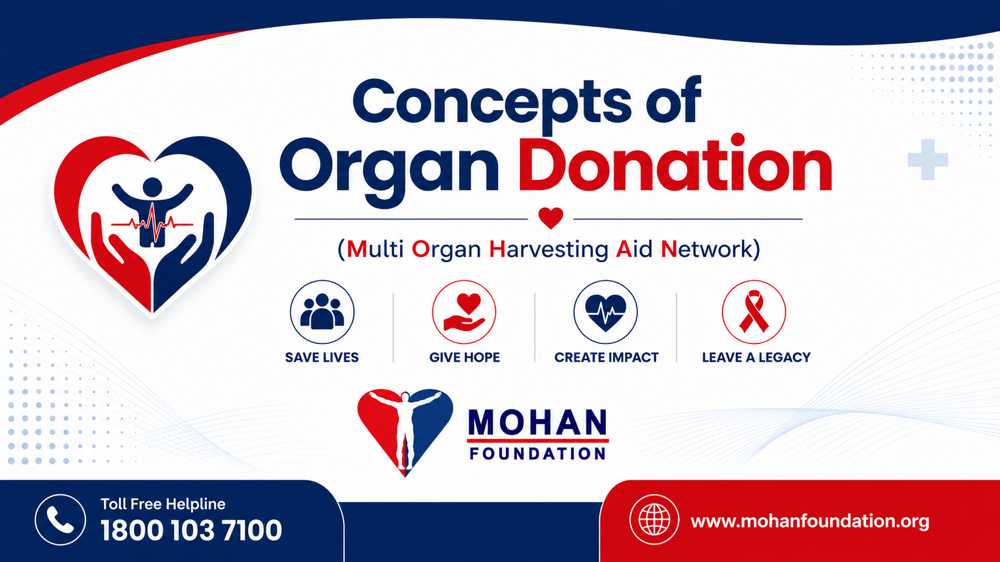 Concepts of
Organ Donation
(Multi Organ Harvesting Aid Network)
SAVE LIVES
GIVE HOPE
CREATE IMPACT
LEAVE A LEGACY
MOHAN
FOUNDATION
Toll Free Helpline
1800 103 7100
www.mohanfoundation.org